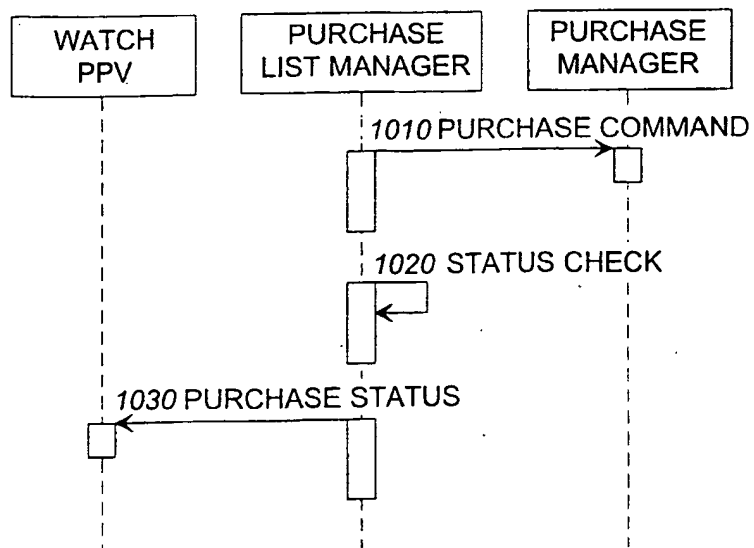 WATCH
PPV
PURCHASE
LIST MANAGER
PURCHASE
MANAGER
1010 PURCHASE COMMAND
1020 STATUS CHECK
1030 PURCHASE STATUS